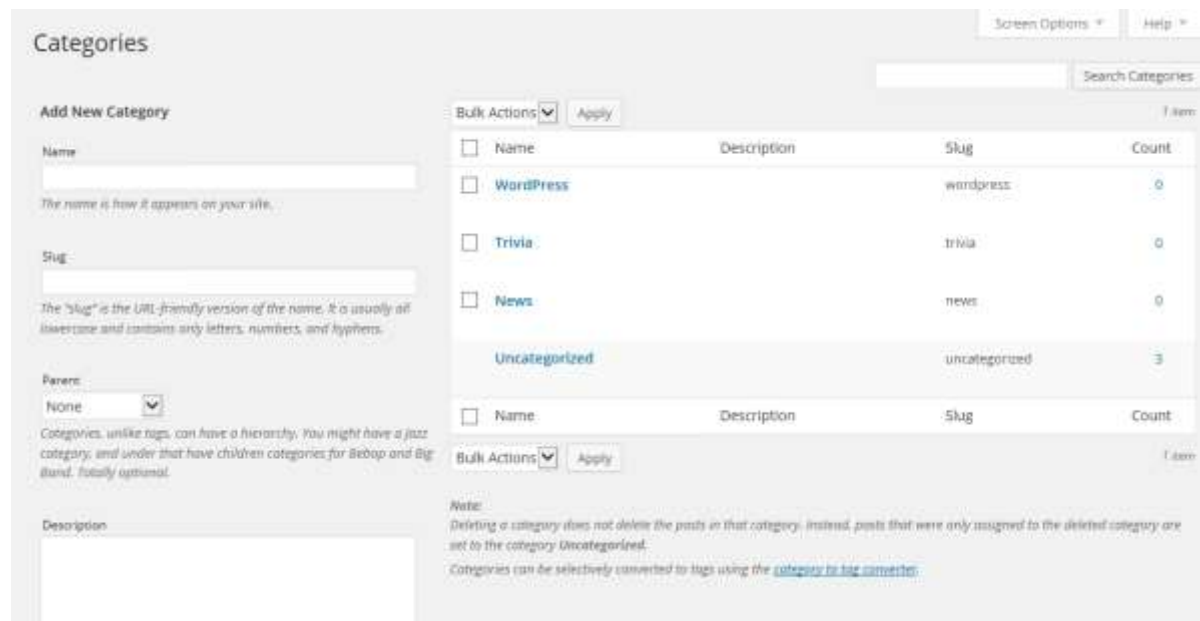 Screen Options Help
Categories
Search Categories
Add New Category
Bulk Actions Apply 1 item
Name
The name is how it appears on your site.
Slug
The "slug" is the URL-friendly version of the name. It is usually all
lowercase and contains only letters, numbers, and hyphens.
Parent
None
Categories, unlike tags, can have a hierarchy. You might have a Jazz
category, and under that have children categories for Bebop and Big
Band. Totally optional.
Description
Name Description Slug Count
WordPress wordpress 0
Trivia trivia 0
News news 0
Uncategorized uncategorized 3
Name Description Slug Count
Bulk Actions Apply 1 item
Note:
Deleting a category does not delete the posts in that category. Instead, posts that were only assigned to the deleted category are
set to the category Uncategorized.
Categories can be selectively converted to tags using the category to tag converter.